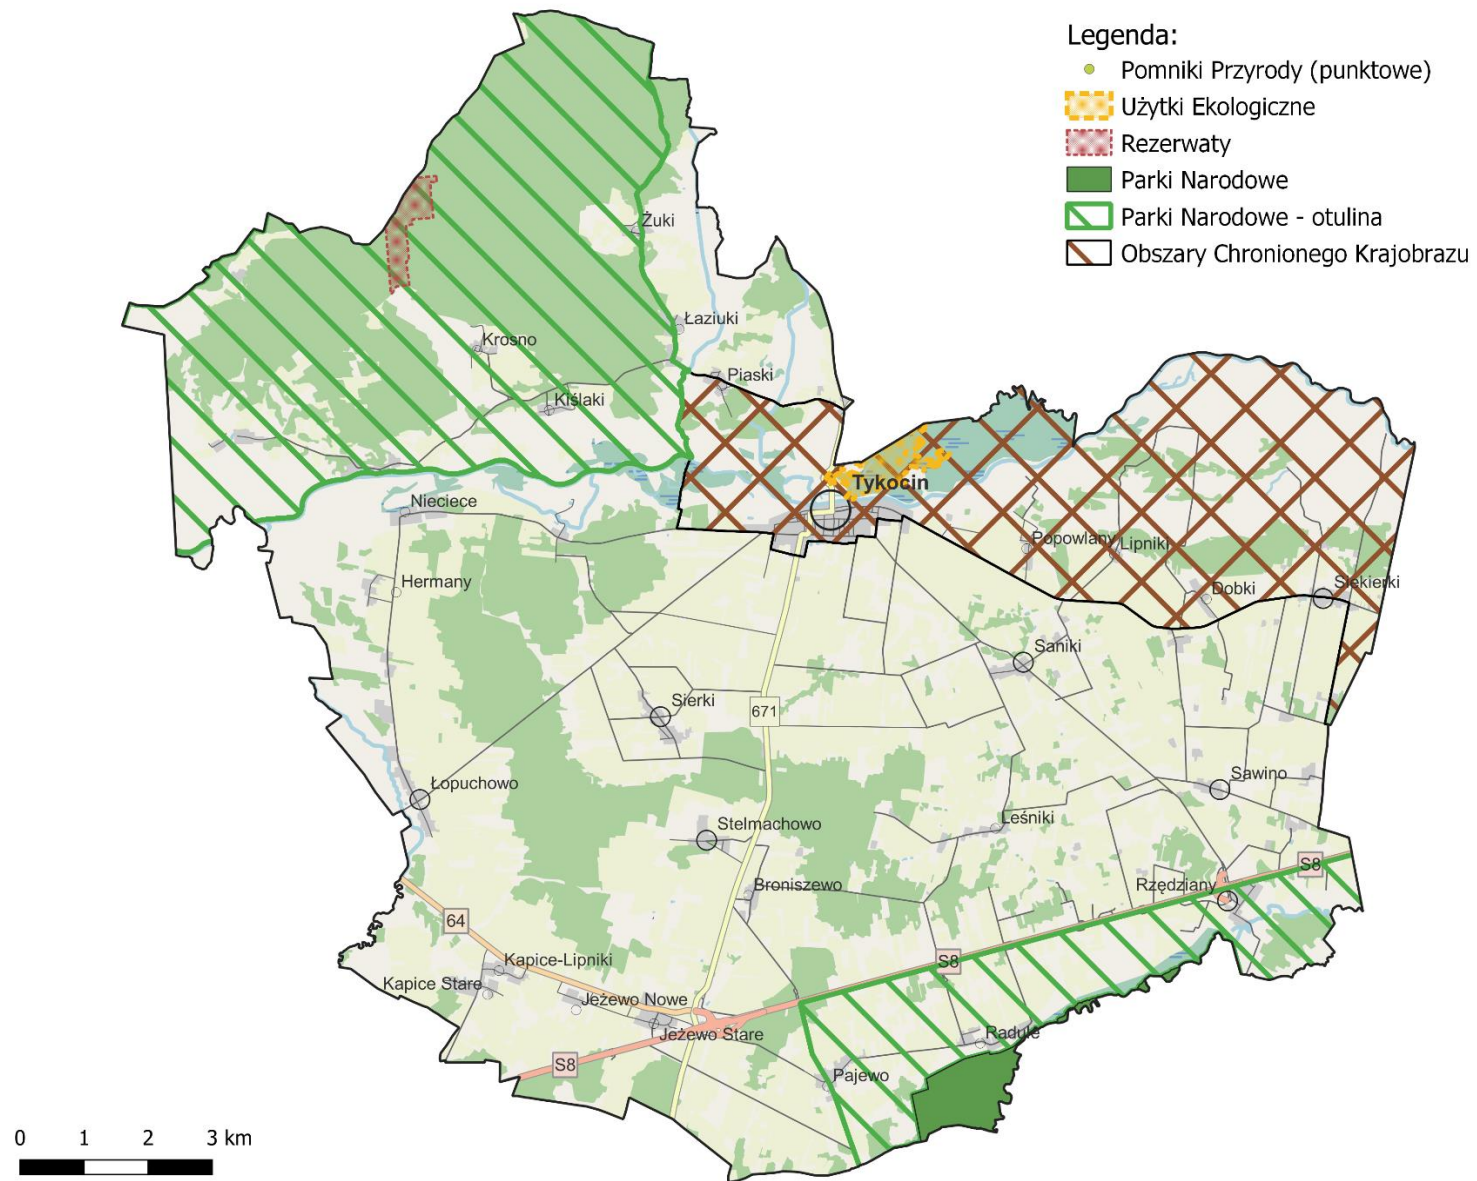 Legenda:
Pomniki Przyrody (punktowe)
Użytki Ekologiczne
Rezerwaty
Parki Narodowe
Parki Narodowe - otulina
Obszary Chronionego Krajobrazu
Żuki
Łaziuki
Krosno
Piaski
Kiślaki
Tykocin
Nieciece
Popowlany
Lipniki
Hermany
Dobki
Siekierki
Saniki
Sierki
671
Sawino
Łopuchowo
Stelmachowo
Leśniki
S8
Broniszewo
Rzędziany
64
S8
Kapice-Lipniki
Kapice Stare
Jeżewo Nowe
Jeżewo Stare
Radule
S8
Pajewo
0 1 2 3 km